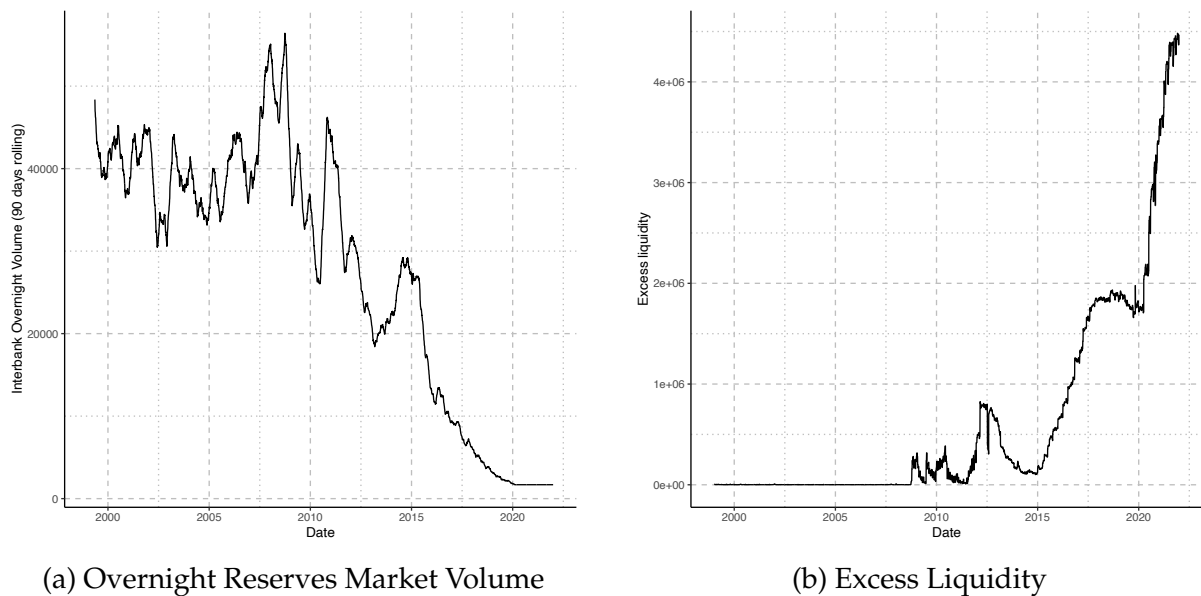 Interbank Overnight Volume (90 days rolling)
40000
20000
0
2000
2005
2010
2015
2020
Date
(a) Overnight Reserves Market Volume
Excess liquidity
4e+06
3e+06
2e+06
1e+06
0e+00
2000
2005
2010
2015
2020
Date
(b) Excess Liquidity